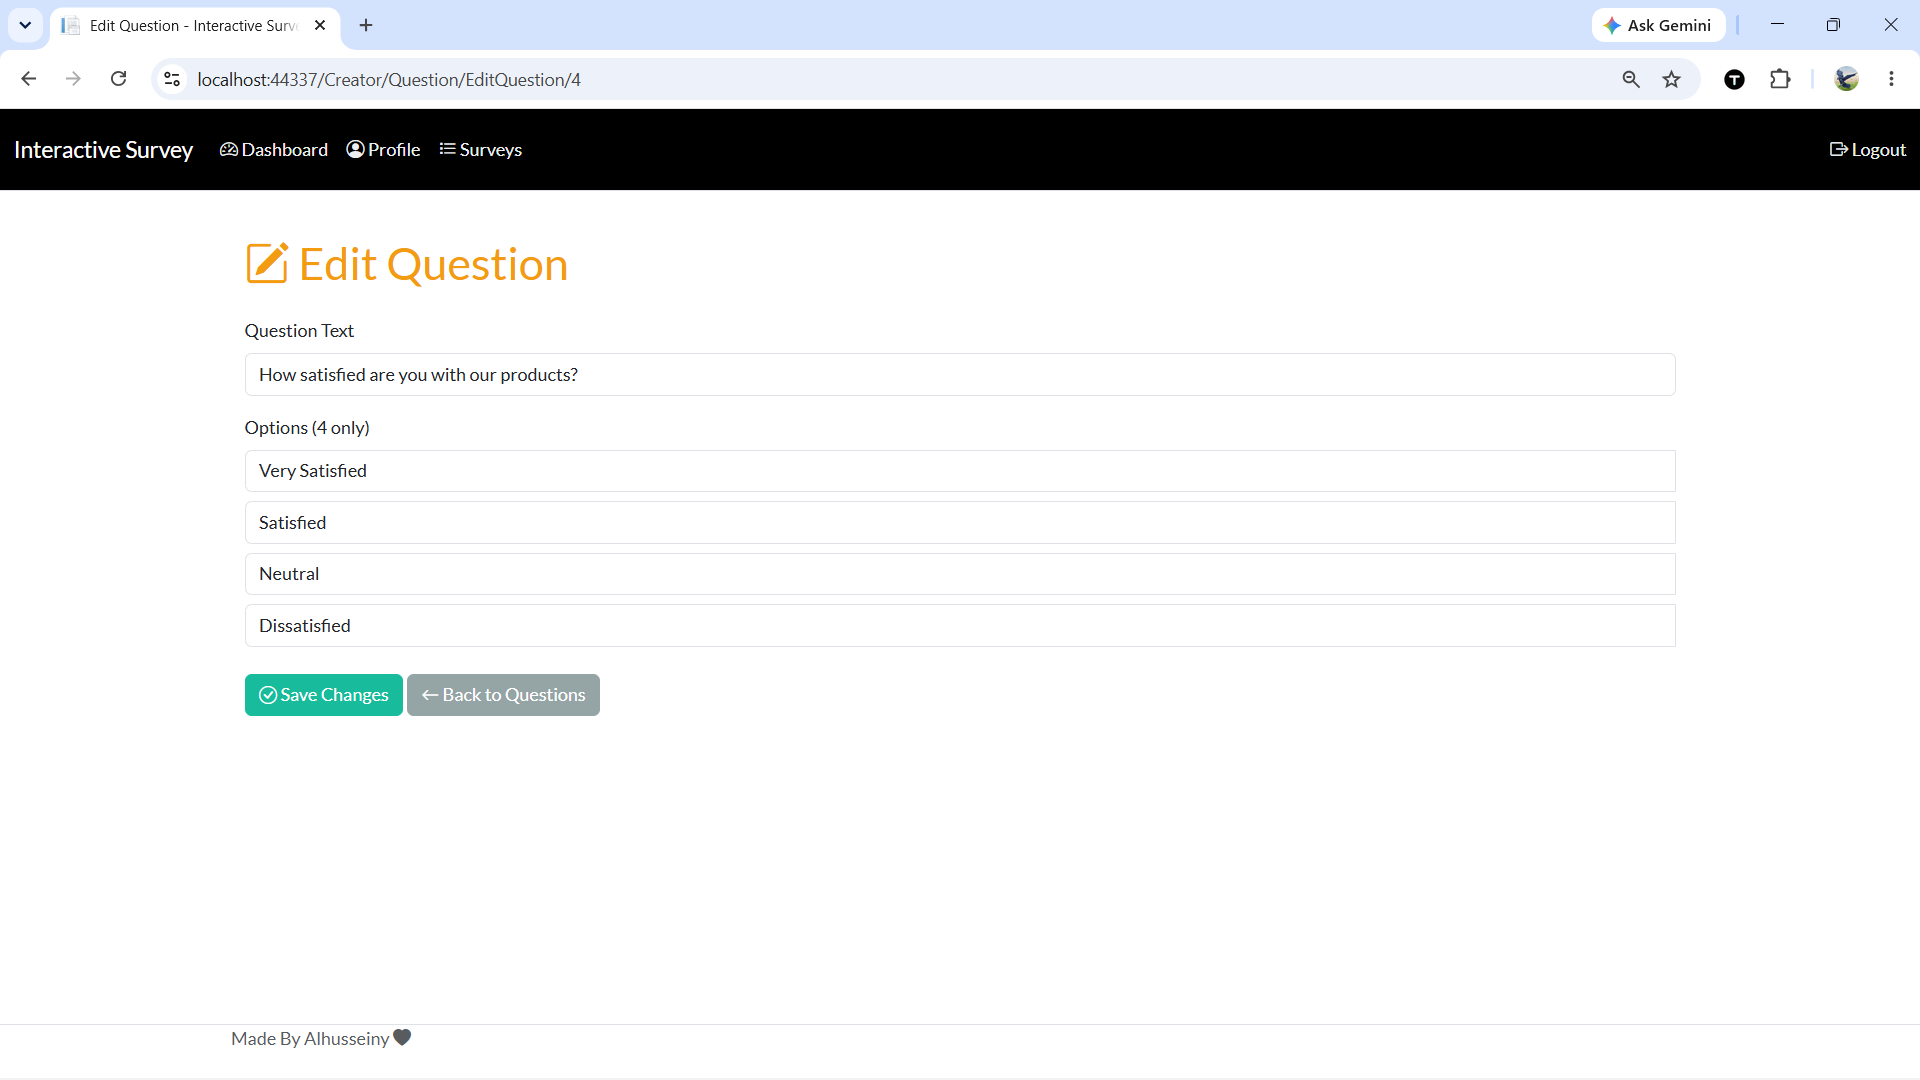 Edit Question - Interactive Surv
Ask Gemini
localhost:44337/Creator/Question/EditQuestion/4
T
Interactive Survey Dashboard Profile Surveys Logout
Edit Question
Question Text
How satisfied are you with our products?
Options (4 only)
Very Satisfied
Satisfied
Neutral
Dissatisfied
Save Changes Back to Questions
Made By Alhusseiny